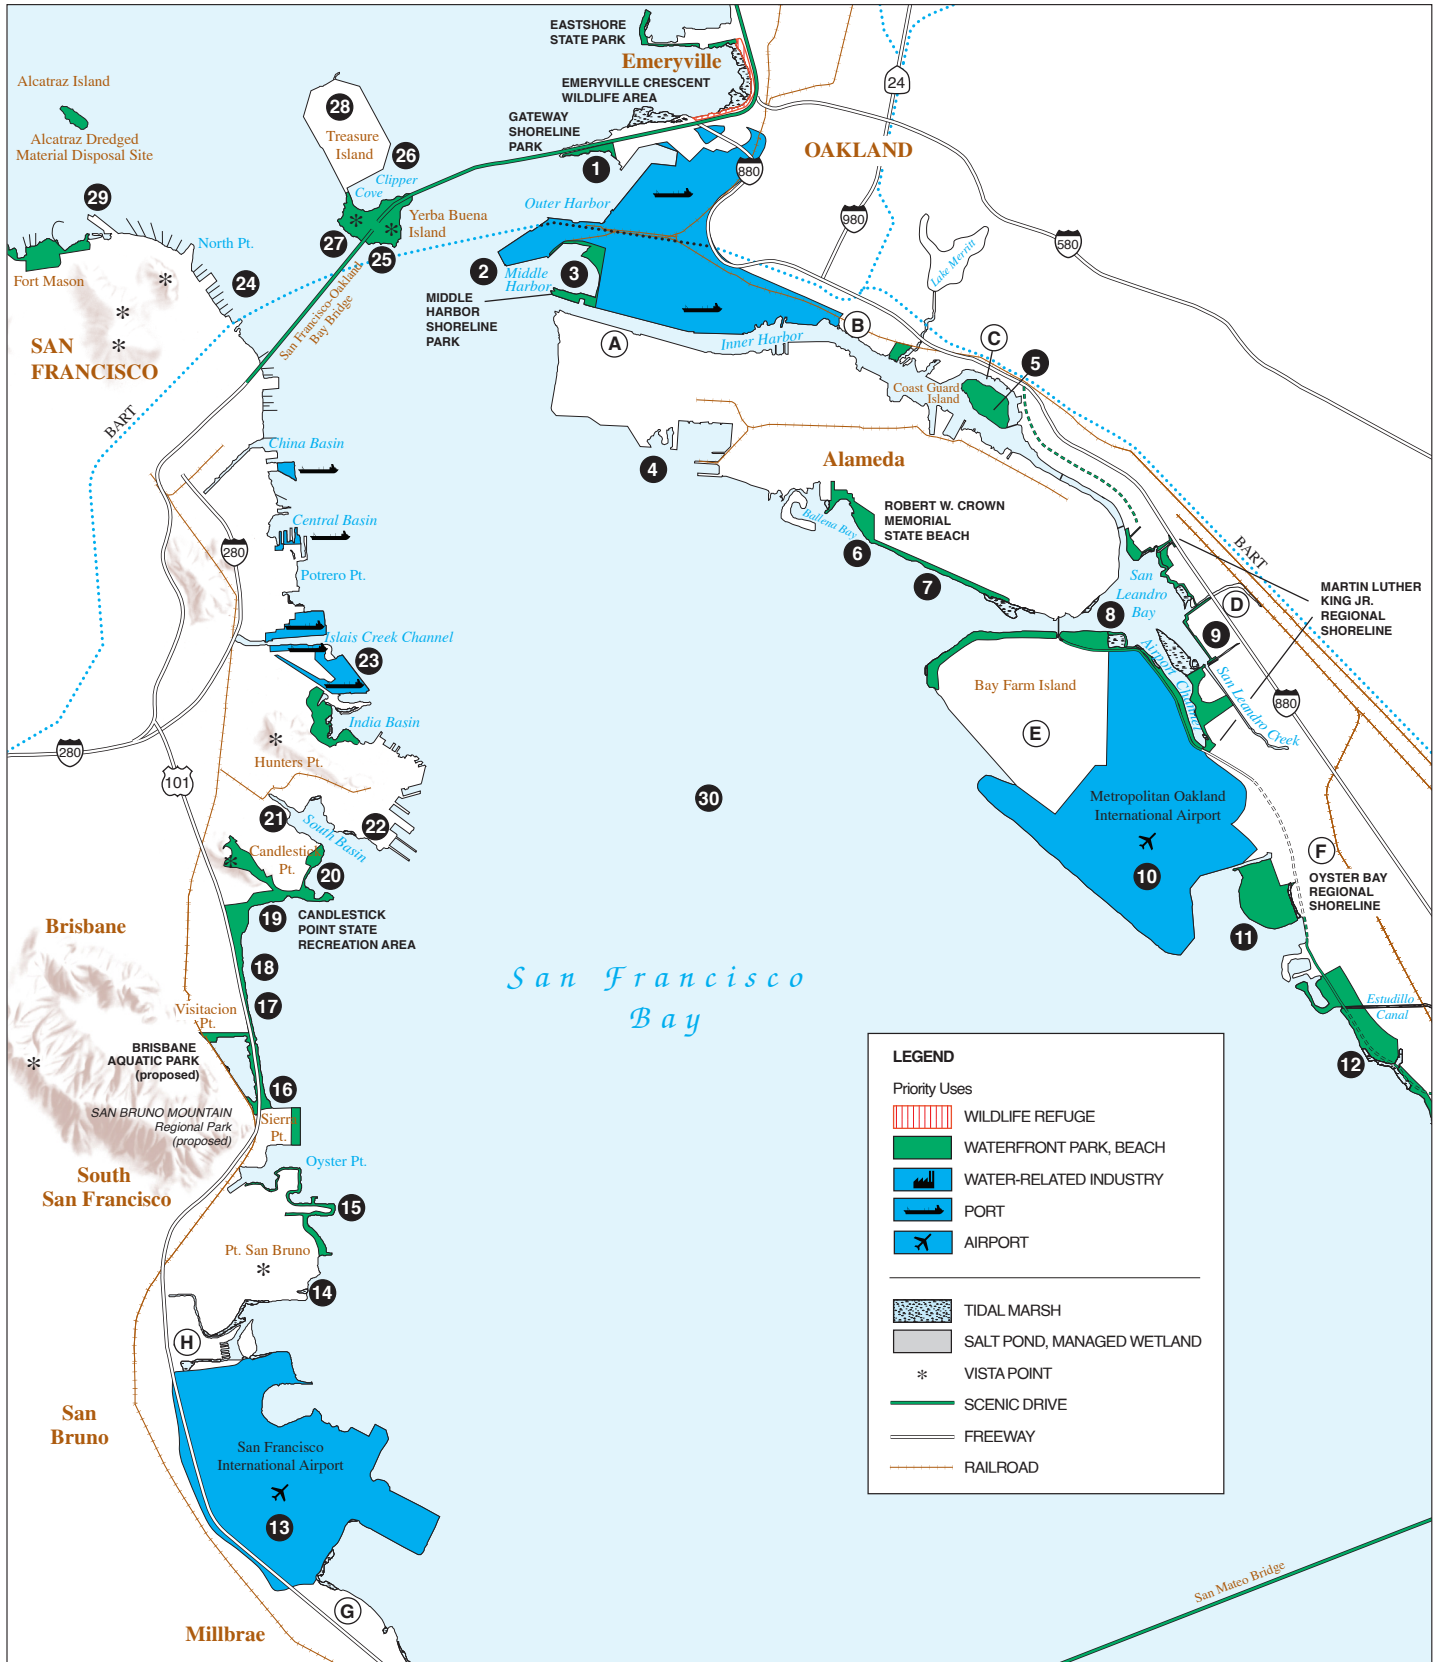 EASTSHORE
STATE PARK
Emeryville
EMERYVILLE CRESCENT
WILDLIFE AREA
24
Alcatraz Island
28
Treasure
Island
GATEWAY
SHORELINE
PARK
Alcatraz Dredged
Material Disposal Site
26
OAKLAND
1
880
Clipper
Cove
29
Outer Harbor
Yerba Buena
Island
980
580
North Pt.
27
25
Lake Merritt
Fort Mason
24
2
Middle
Harbor
3
San Francisco-Oakland
Bay Bridge
MIDDLE
HARBOR
SHORELINE
PARK
SAN
FRANCISCO
A
Inner Harbor
B
C
5
Coast Guard
Island
BART
China Basin
4
Alameda
ROBERT W. CROWN
MEMORIAL
STATE BEACH
Ballena Bay
Central Basin
280
6
BART
Potrero Pt.
7
San
Leandro
Bay
MARTIN LUTHER
KING JR.
REGIONAL
SHORELINE
D
8
9
Islais Creek Channel
23
Airport Channel
San Leandro Creek
Bay Farm Island
880
India Basin
E
280
Hunters Pt.
101
30
Metropolitan Oakland
International Airport
21
South Basin
22
Candlestick
Pt.
F
20
10
OYSTER BAY
REGIONAL
SHORELINE
19
CANDLESTICK
POINT STATE
RECREATION AREA
Brisbane
11
18
San Francisco
Bay
17
Visitacion
Pt.
Estudillo
Canal
BRISBANE
AQUATIC PARK
(proposed)
12
16
SAN BRUNO MOUNTAIN
Regional Park
(proposed)
Sierra
Pt.
Oyster Pt.
South
San Francisco
15
Pt. San Bruno
14
H
San
Bruno
San Francisco
International Airport
13
G
Millbrae
San Mateo Bridge
LEGEND
Priority Uses
WILDLIFE REFUGE
WATERFRONT PARK, BEACH
WATER-RELATED INDUSTRY
PORT
AIRPORT
TIDAL MARSH
SALT POND, MANAGED WETLAND
VISTA POINT
SCENIC DRIVE
FREEWAY
RAILROAD